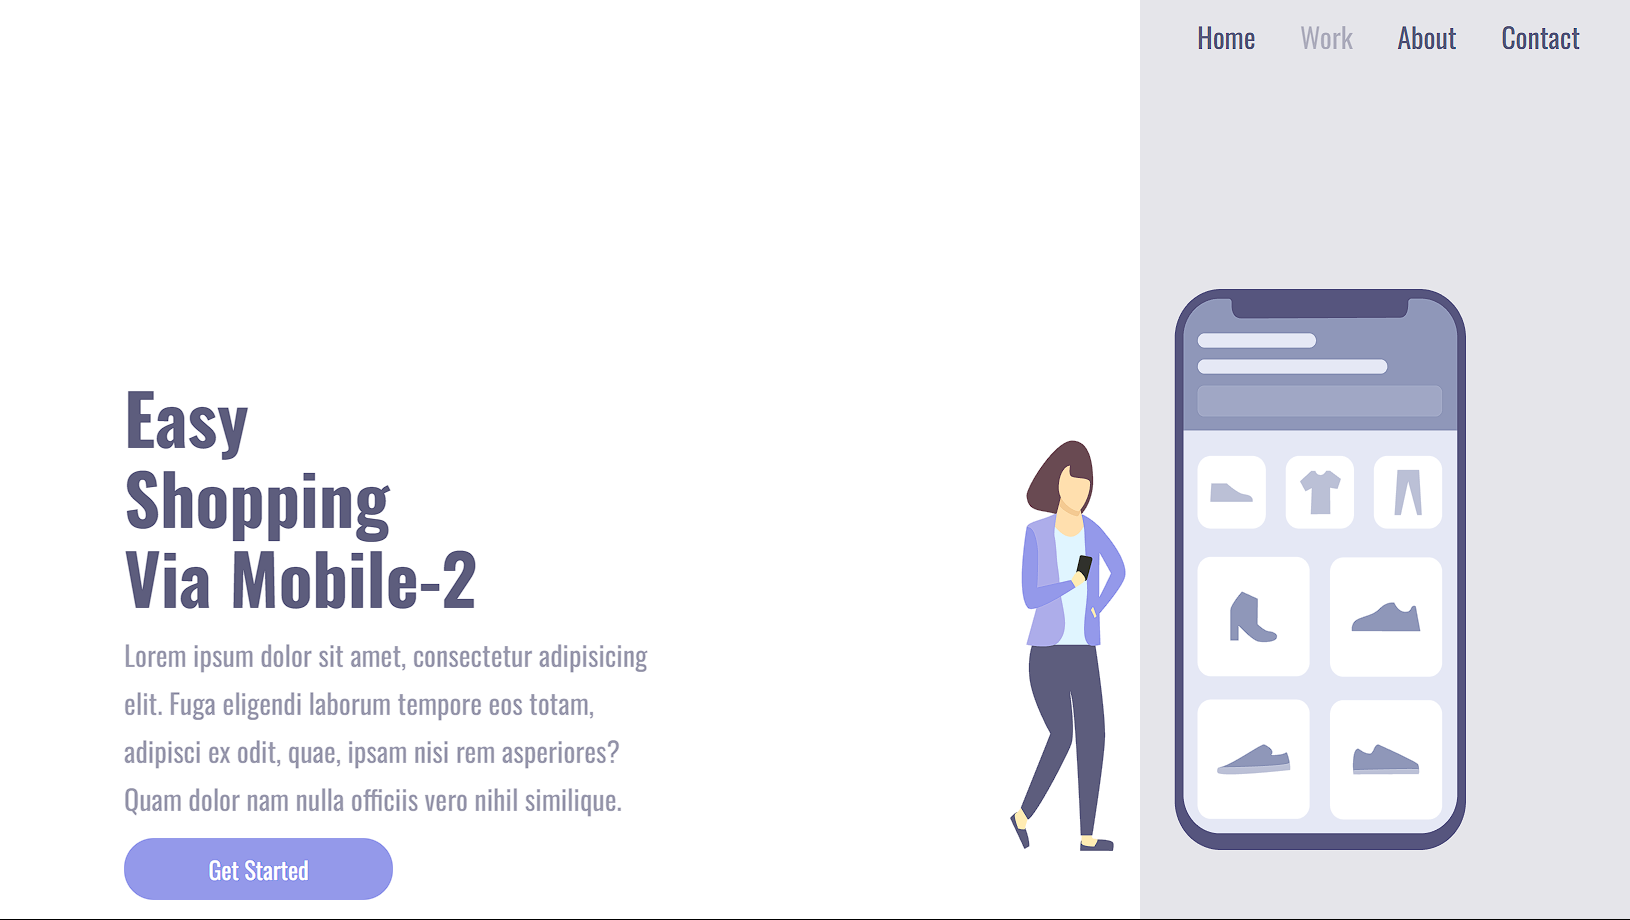 Home Work About Contact
Easy
Shopping
Via Mobile-2
Lorem ipsum dolor sit amet, consectetur adipisicing
elit. Fuga eligendi laborum tempore eos totam,
adipisci ex odit, quae, ipsam nisi rem asperiores?
Quam dolor nam nulla officiis vero nihil similique.
Get Started